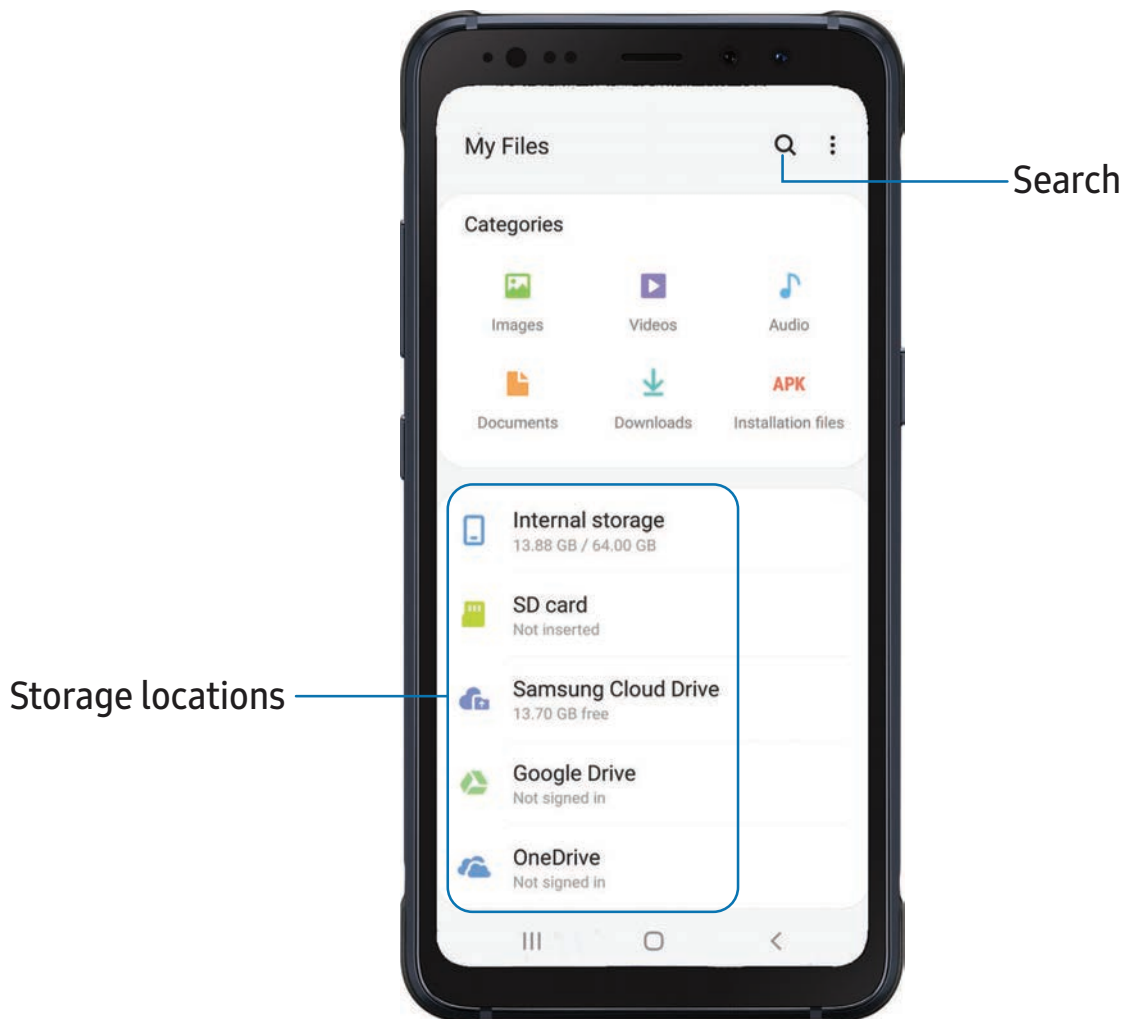 My Files
Search
Categories
Images Videos Audio
APK
Documents Downloads Installation files
Internal storage
13.88 GB / 64.00 GB
SD card
Not inserted
Storage locations
Samsung Cloud Drive
13.70 GB free
Google Drive
Not signed in
OneDrive
Not signed in